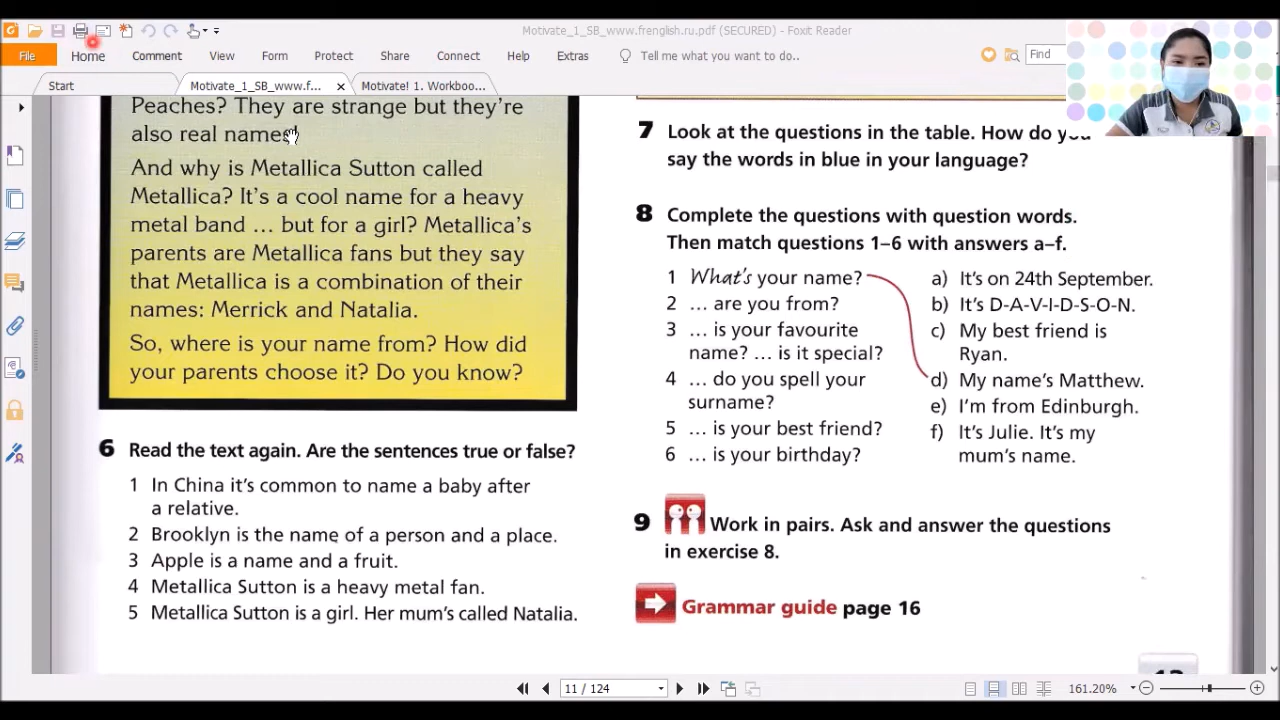 Motivate_1_SB_www.frenglish.ru.pdf (SECURED) - Foxit Reader
File Home Comment View Form Protect Share Connect Help Extras Tell me what you want to do.. Find
Start Motivate_1_SB_www.f... Motivate! 1. Workboo...
Peaches? They are strange but they're
also real names
And why is Metallica Sutton called
Metallica? It's a cool name for a heavy
metal band ... but for a girl? Metallica's
parents are Metallica fans but they say
that Metallica is a combination of their
names: Merrick and Natalia.
So, where is your name from? How did
your parents choose it? Do you know?
6 Read the text again. Are the sentences true or false?
1 In China it's common to name a baby after
a relative.
2 Brooklyn is the name of a person and a place.
3 Apple is a name and a fruit.
4 Metallica Sutton is a heavy metal fan.
5 Metallica Sutton is a girl. Her mum's called Natalia.
7 Look at the questions in the table. How do you
say the words in blue in your language?
8 Complete the questions with question words.
Then match questions 1–6 with answers a–f.
1 What's your name?
2 ... are you from?
3 ... is your favourite
name? ... is it special?
4 ... do you spell your
surname?
5 ... is your best friend?
6 ... is your birthday?
a) It's on 24th September.
b) It's D-A-V-I-D-S-O-N.
c) My best friend is
Ryan.
d) My name's Matthew.
e) I'm from Edinburgh.
f) It's Julie. It's my
mum's name.
9 Work in pairs. Ask and answer the questions
in exercise 8.
Grammar guide page 16
11 / 124
161.20%